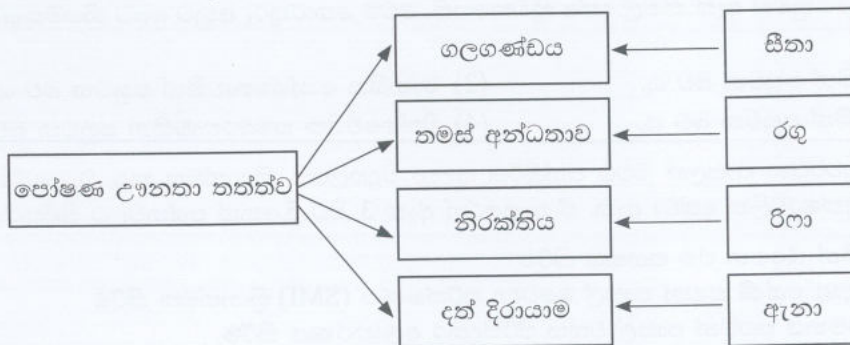 ගලගණ්ඩය
සීතා
තමස් අන්ධතාව
රගු
පෝෂණ ඌනතා තත්ත්ව
නිරක්තිය
රිෆා
දත් දිරායාම
ඇනා